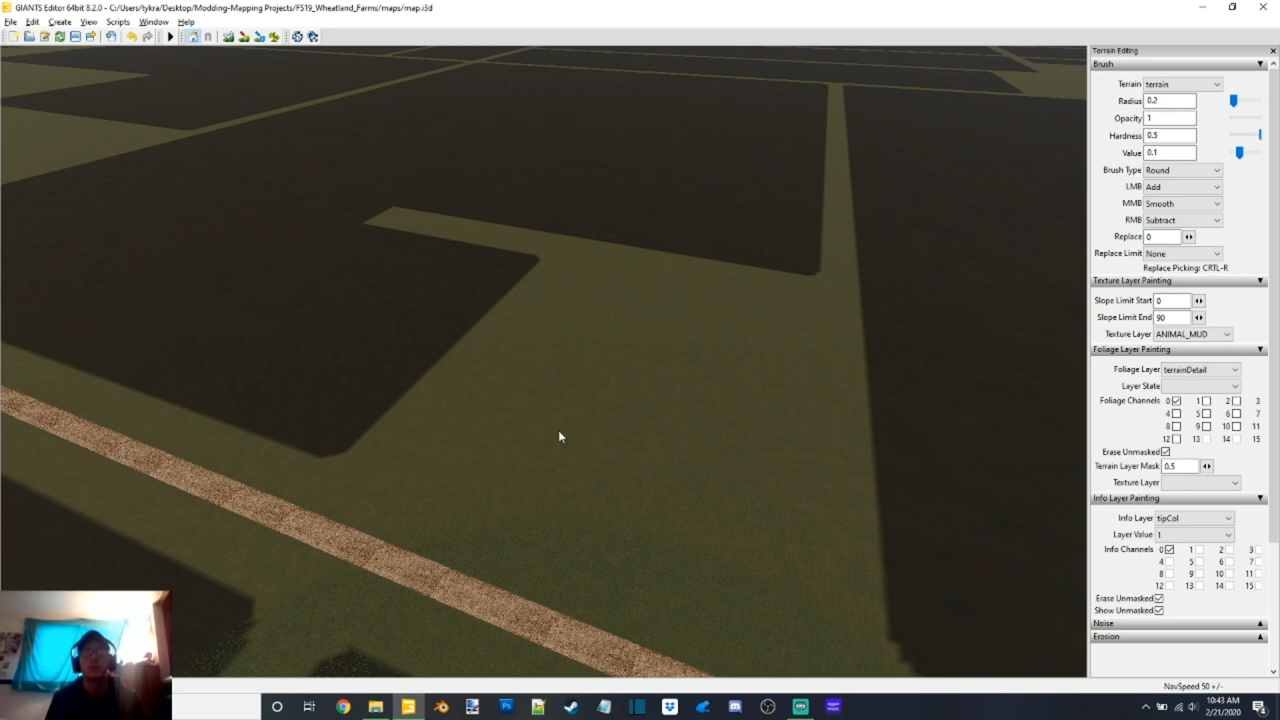 GIANTS Editor 64bit 8.2.0 - C:/Users/tykra/Desktop/Modding-Mapping Projects/FS19_Wheatland_Farms/maps/map.i3d
File Edit Create View Scripts Window Help
Terrain Editing
Brush
Terrain terrain
Radius 0.2
Opacity 1
Hardness 0.5
Value 0.1
Brush Type Round
LMB Add
MMB Smooth
RMB Subtract
Replace 0
Replace Limit None
Replace Picking: CRTL-R
Texture Layer Painting
Slope Limit Start 0
Slope Limit End 90
Texture Layer ANIMAL_MUD
Foliage Layer Painting
Foliage Layer terrainDetail
Layer State
Foliage Channels 0 1 2 3
4 5 6 7
8 9 10 11
12 13 14 15
Erase Unmasked
Terrain Layer Mask 0.5
Texture Layer
Info Layer Painting
Info Layer tipCol
Layer Value 1
Info Channels 0 1 2 3
4 5 6 7
8 9 10 11
12 13 14 15
Erase Unmasked
Show Unmasked
Noise
Erosion
NavSpeed 50 +/-
10:43 AM
2/21/2020